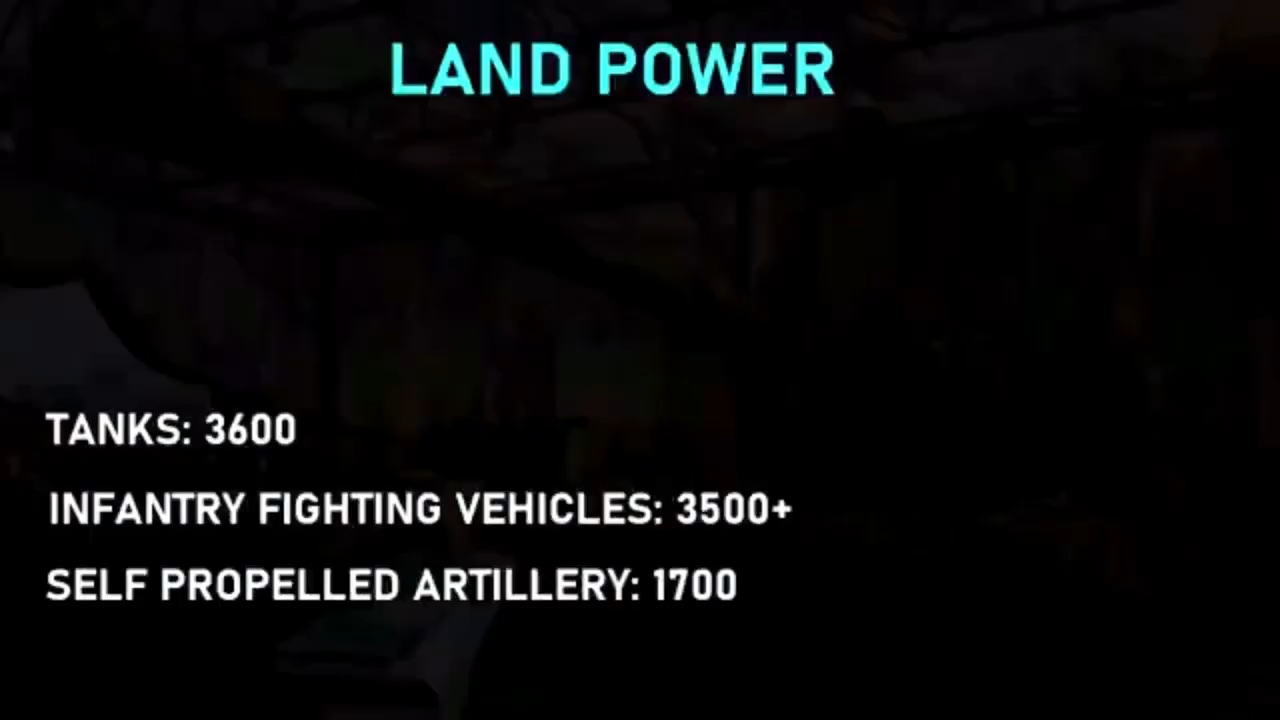 LAND POWER
TANKS: 3600
INFANTRY FIGHTING VEHICLES: 3500+
SELF PROPELLED ARTILLERY: 1700